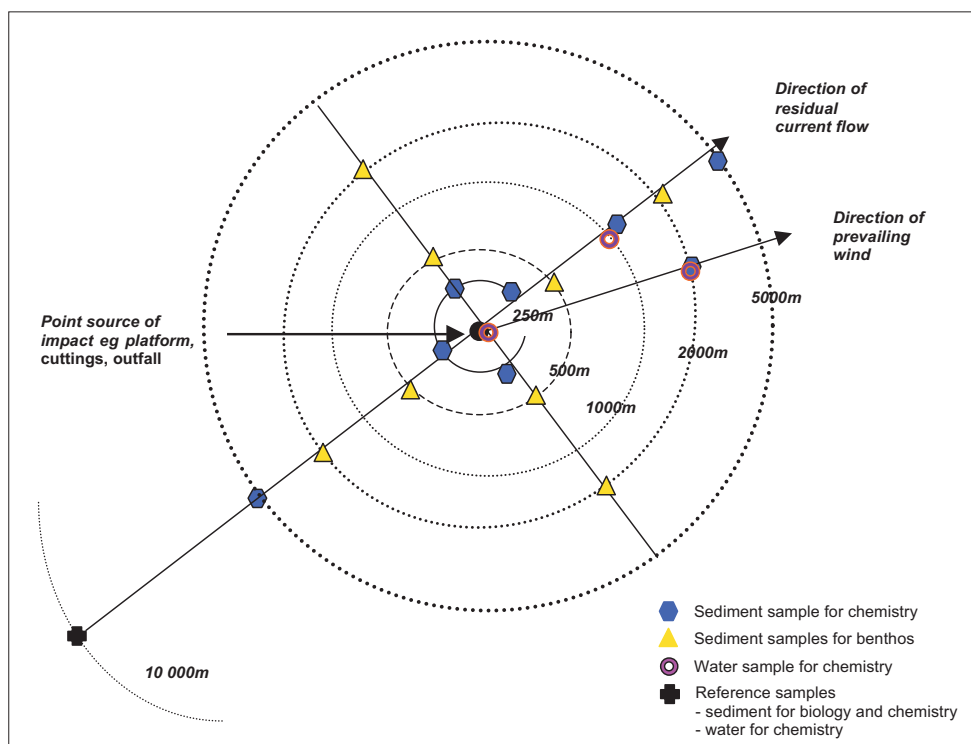 Direction of
residual
current flow
Direction of
prevailing
wind
Point source of
impact eg platform,
cuttings, outfall
250m
500m
1000m
2000m
5000m
10 000m
Sediment sample for chemistry
Sediment samples for benthos
Water sample for chemistry
Reference samples
- sediment for biology and chemistry
- water for chemistry